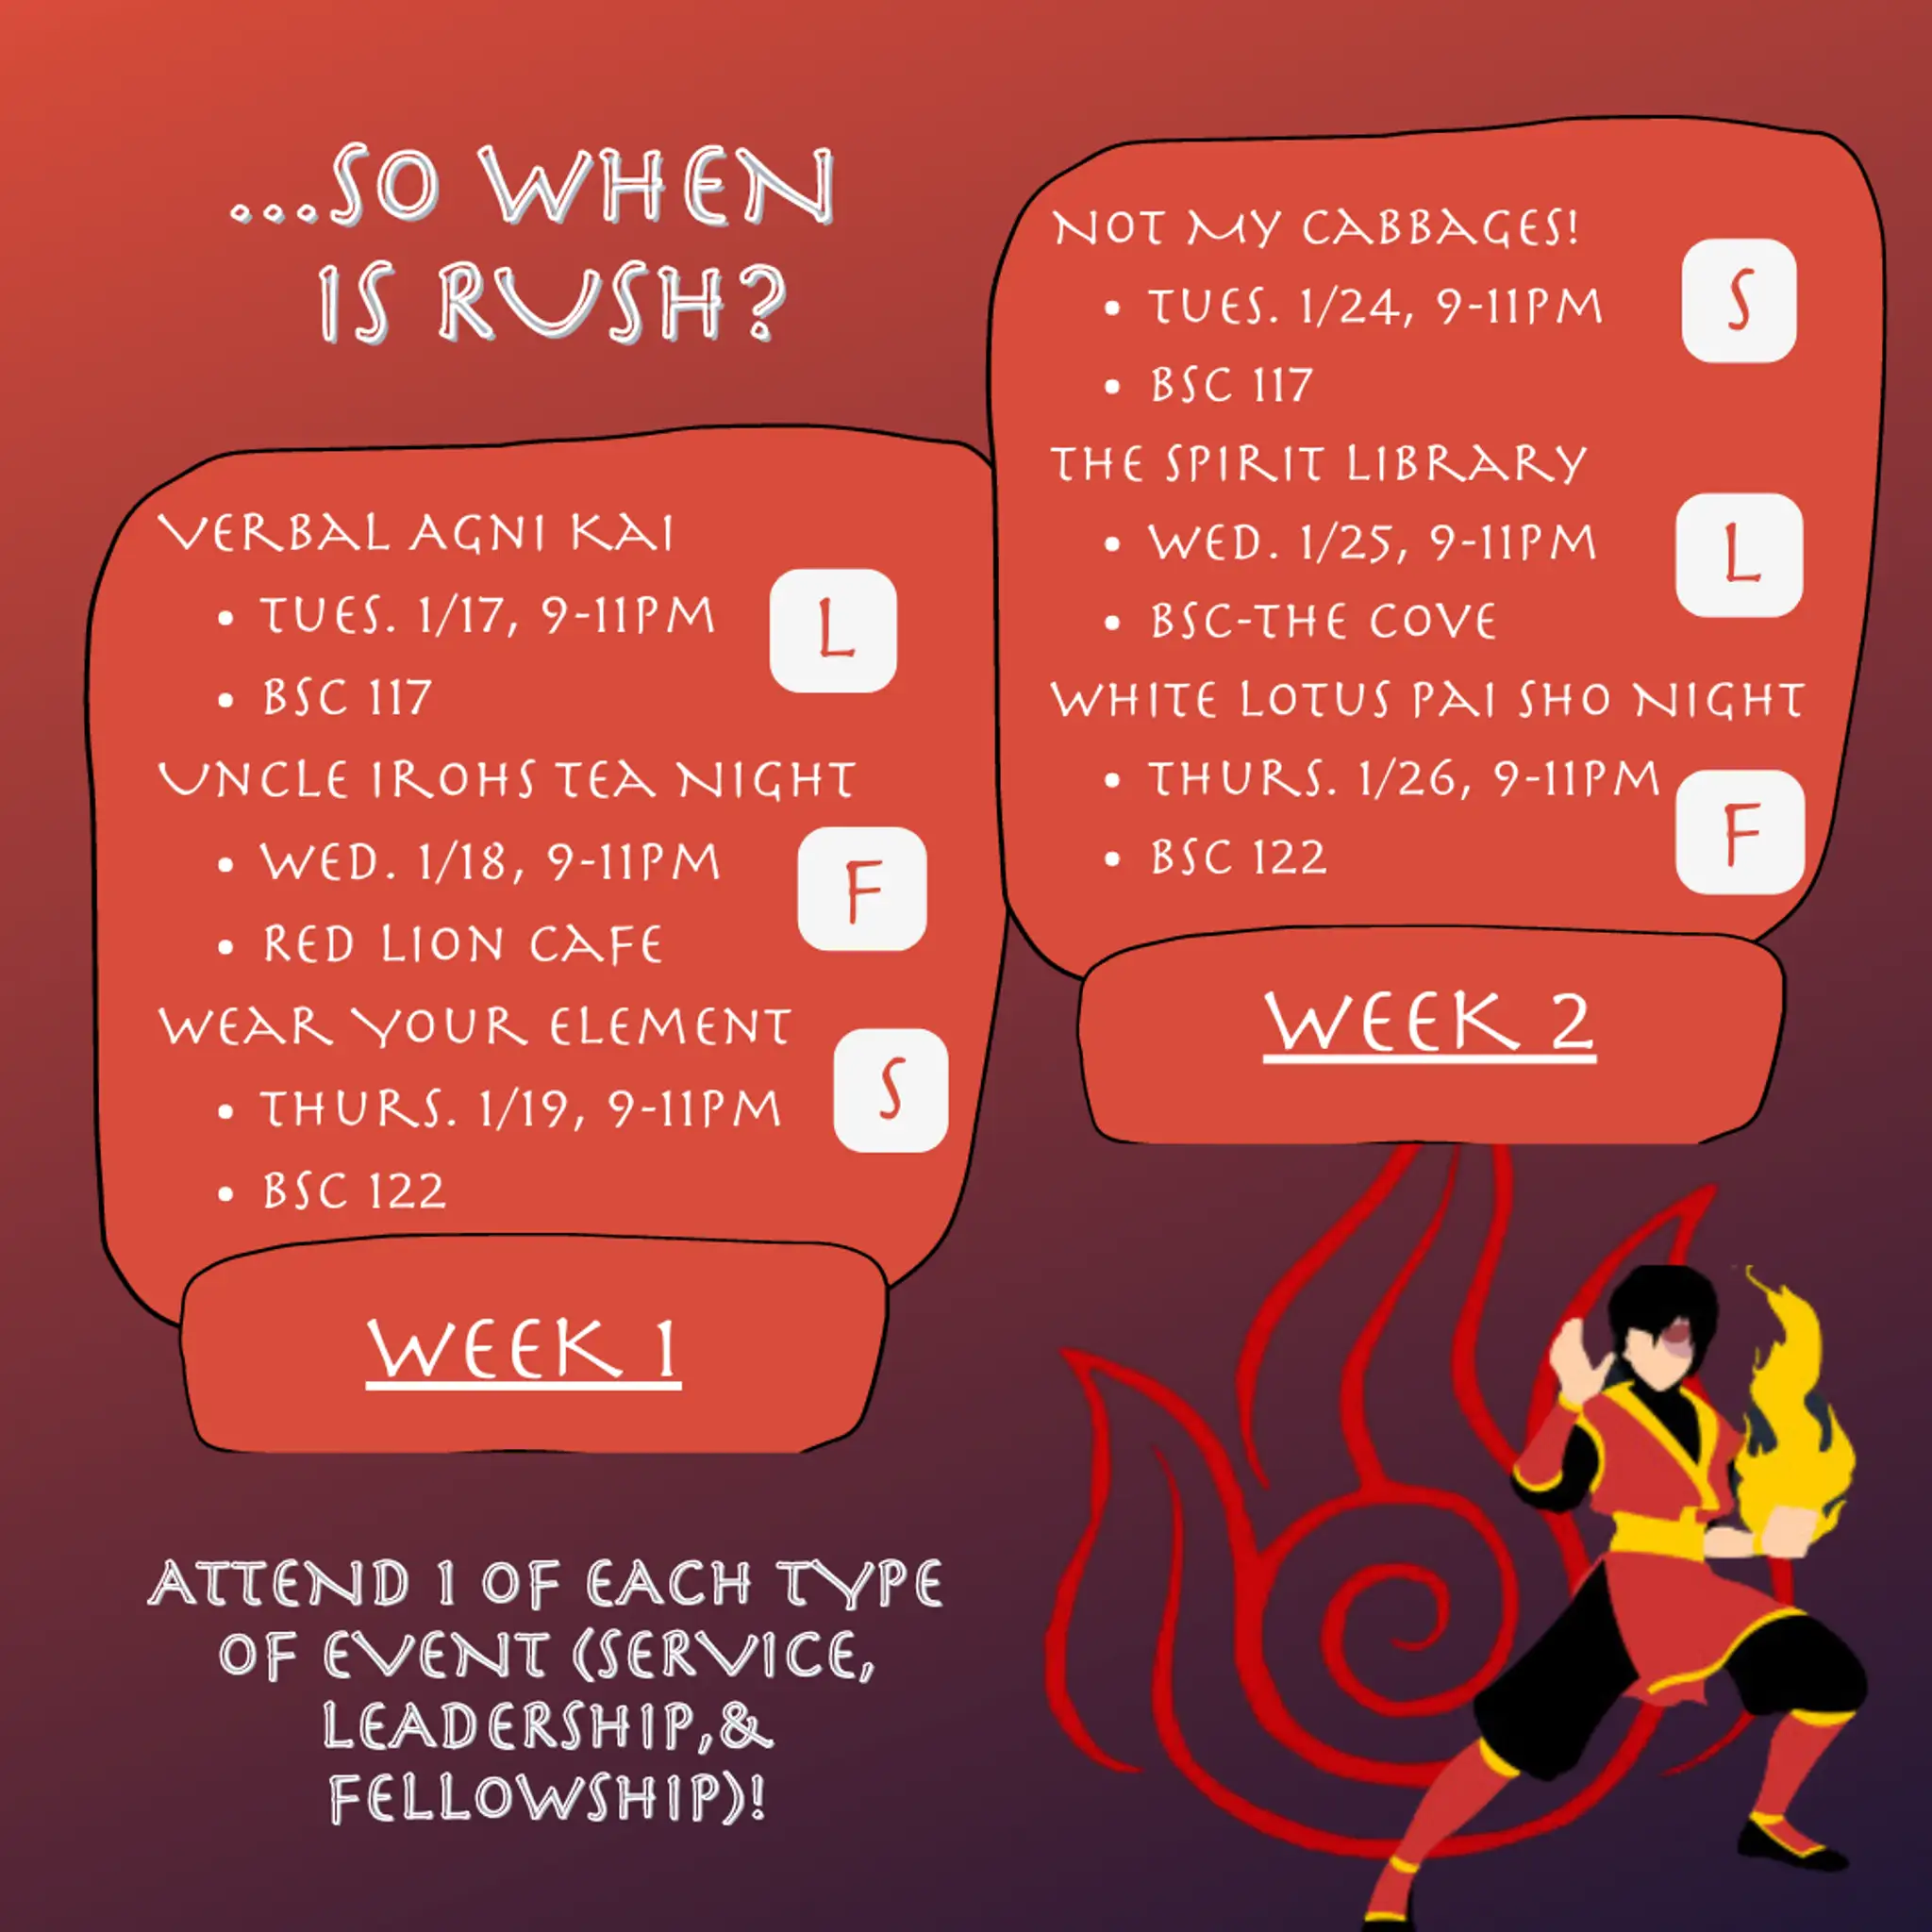 ...SO WHEN
IS RUSH?
VERBAL AGNI KAI
• TUES. 1/17, 9-11PM
L
• BSC 117
UNCLE IROHS TEA NIGHT
• WED. 1/18, 9-11PM
F
• RED LION CAFE
WEAR YOUR ELEMENT
• THURS. 1/19, 9-11PM
S
• BSC 122
WEEK 1
NOT MY CABBAGES!
• TUES. 1/24, 9-11PM
S
• BSC 117
THE SPIRIT LIBRARY
• WED. 1/25, 9-11PM
L
• BSC-THE COVE
WHITE LOTUS PAI SHO NIGHT
• THURS. 1/26, 9-11PM
F
• BSC 122
WEEK 2
ATTEND 1 OF EACH TYPE
OF EVENT (SERVICE,
LEADERSHIP,&
FELLOWSHIP)!